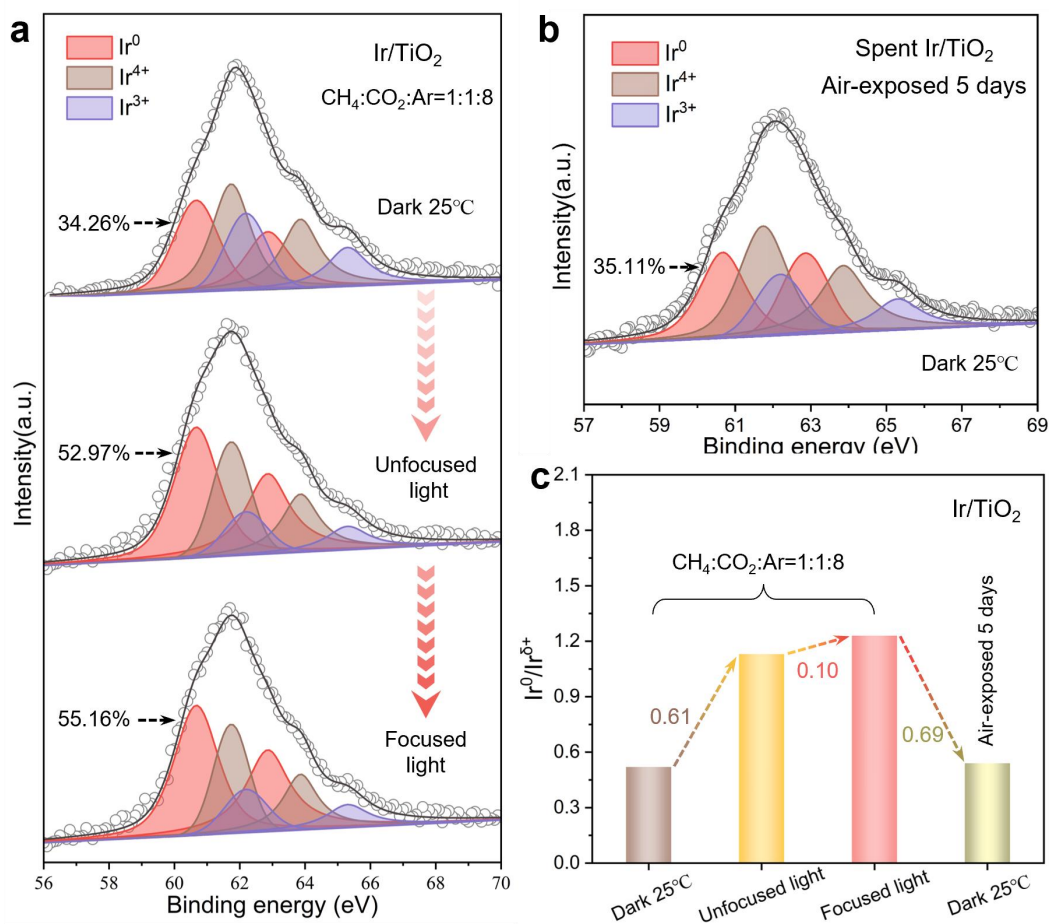 a
Ir⁰
Ir⁴⁺
Ir³⁺
Ir/TiO₂
CH₄:CO₂:Ar=1:1:8
Dark 25℃
34.26%
52.97%
Unfocused
light
55.16%
Focused
light
Intensity(a.u.)
56 58 60 62 64 66 68 70
Binding energy (eV)
b
Ir⁰
Ir⁴⁺
Ir³⁺
Spent Ir/TiO₂
Air-exposed 5 days
35.11%
Dark 25℃
Intensity(a.u.)
57 59 61 63 65 67 69
Binding energy (eV)
c
Ir/TiO₂
CH₄:CO₂:Ar=1:1:8
Air-exposed 5 days
0.61
0.10
0.69
Ir⁰/Ir^δ⁺
2.1
1.8
1.5
1.2
0.9
0.6
0.3
0.0
Dark 25℃
Unfocused light
Focused light
Dark 25℃